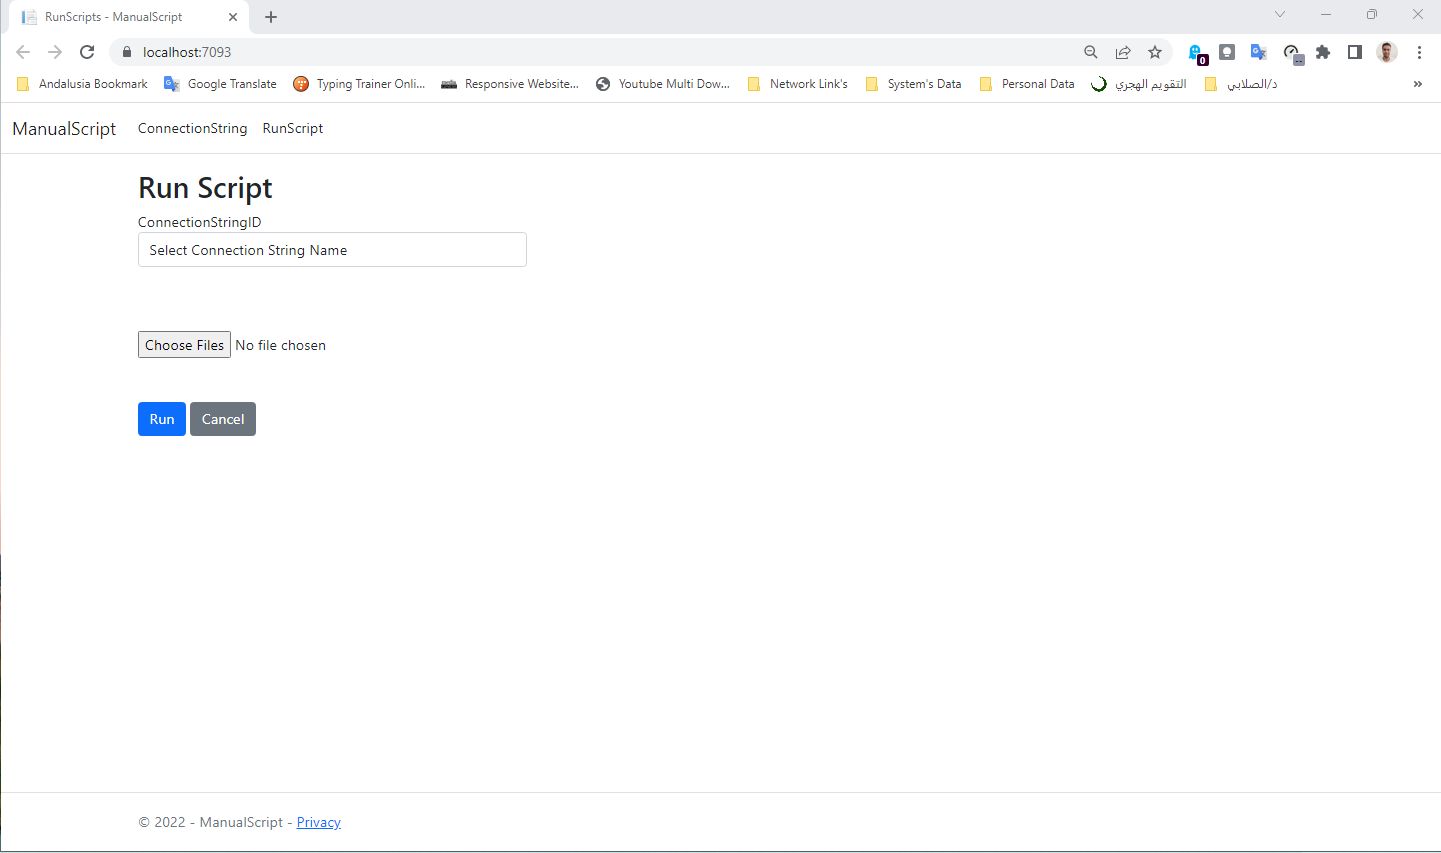 RunScripts - ManualScript
localhost:7093
0
Andalusia Bookmark
Google Translate
Typing Trainer Onli...
Responsive Website...
Youtube Multi Dow...
Network Link's
System's Data
Personal Data
التقويم الهجري
د/الصلابي
»
ManualScript
ConnectionString
RunScript
Run Script
ConnectionStringID
Select Connection String Name
Choose Files No file chosen
Run
Cancel
© 2022 - ManualScript - Privacy